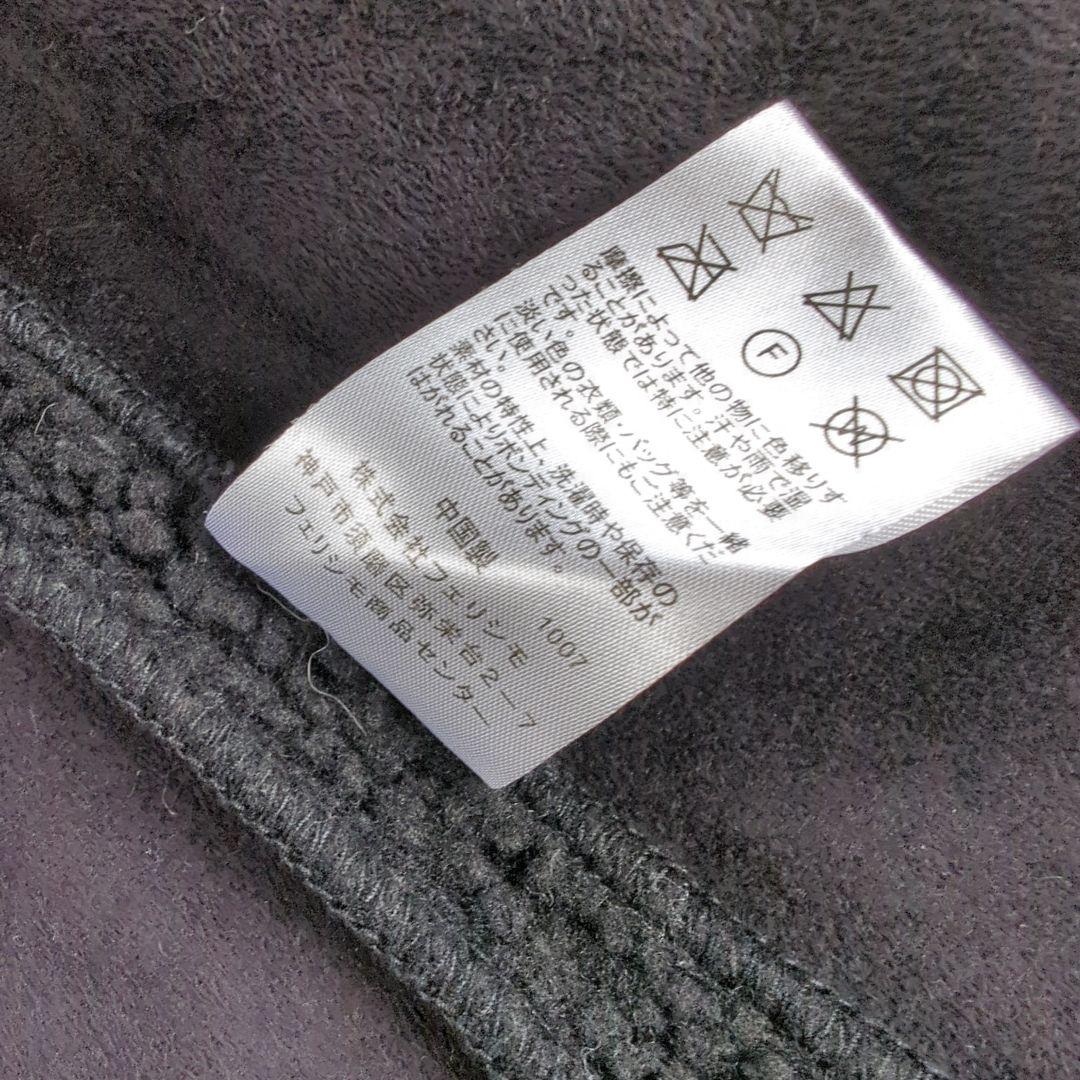 F
W
摩擦によって他の物に色移りす
ることがあります。汗や雨で湿
った状態では特に注意が必要
です。
淡い色の衣類・バッグ等を一緒
に使用される際にもご注意くだ
さい。
素材の特性上、洗濯時や保存の
状態によりボンディングの一部が
はがれることがあります。
中国製 1007
株式会社フェリシモ
神戸市須磨区弥栄台2－7
フェリシモ商品センター